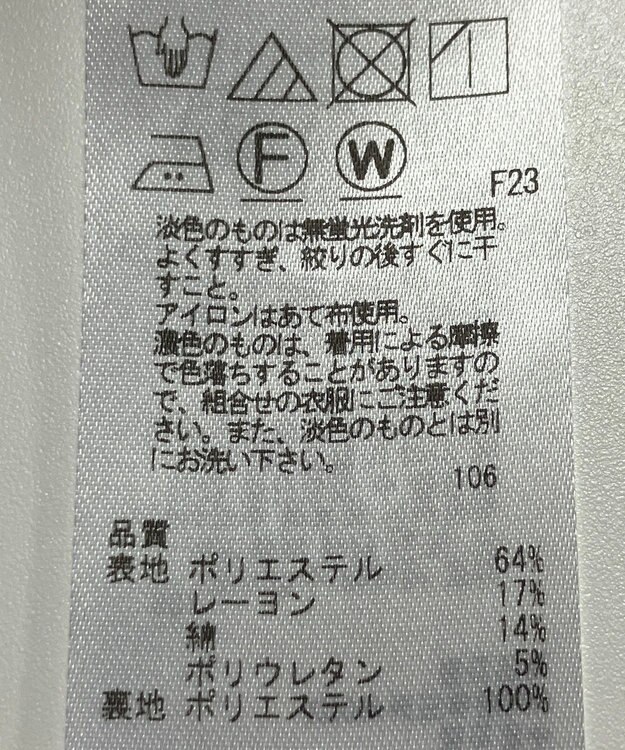 F
W
F23
淡色のものは無蛍光洗剤を使用。
よくすすぎ、絞りの後すぐに干
すこと。
アイロンはあて布使用。
濃色のものは、着用による摩擦
で色落ちすることがありますの
で、組合せの衣服にご注意くだ
さい。また、淡色のものとは別
にお洗い下さい。
106
品質
表地 ポリエステル 64%
レーヨン 17%
綿 14%
ポリウレタン 5%
裏地 ポリエステル 100%